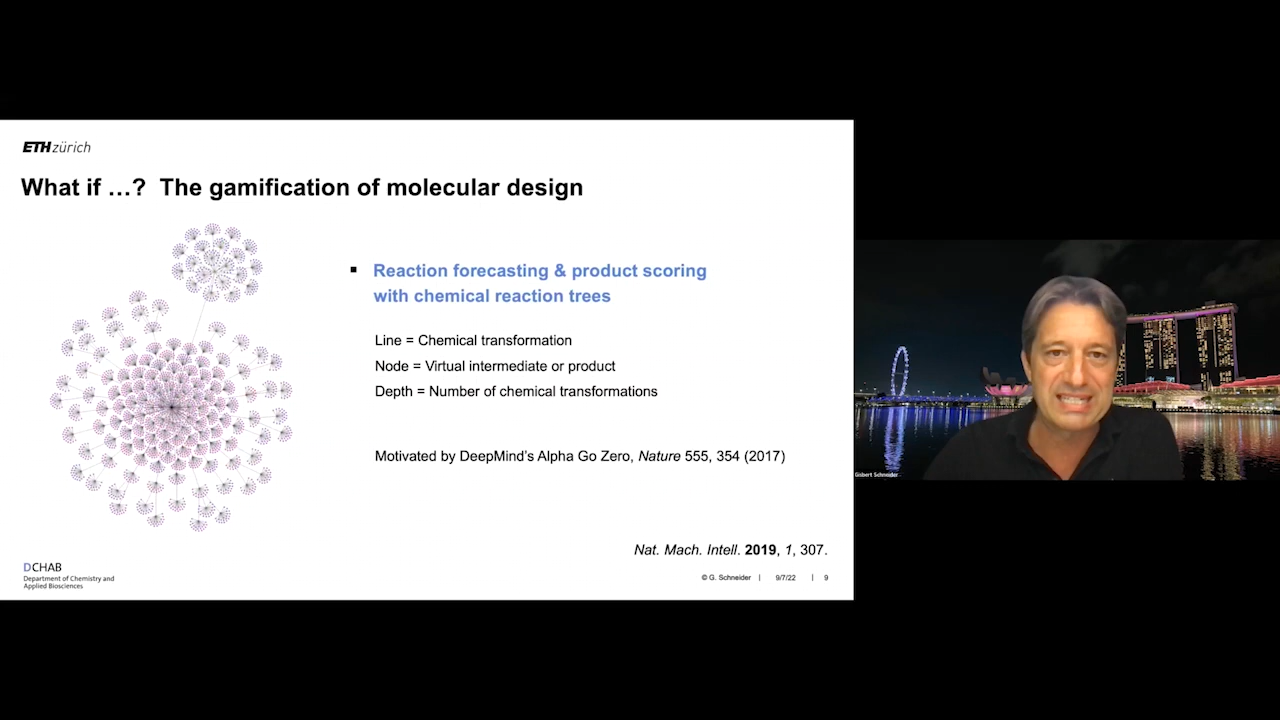 ETH zürich
What if …? The gamification of molecular design
Reaction forecasting & product scoring
with chemical reaction trees
Line = Chemical transformation
Node = Virtual intermediate or product
Depth = Number of chemical transformations
Motivated by DeepMind's Alpha Go Zero, Nature 555, 354 (2017)
Nat. Mach. Intell. 2019, 1, 307.
DCHAB
Department of Chemistry and
Applied Biosciences
© G. Schneider | 9/7/22 | 9
Gisbert Schneider